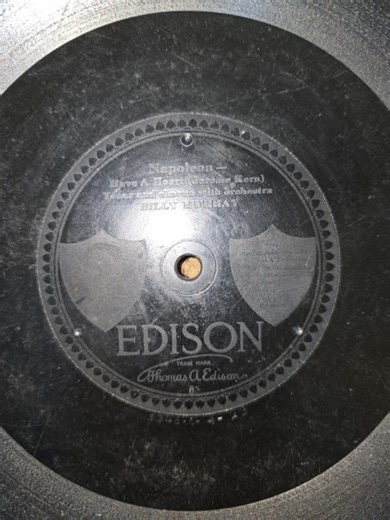 Napoleon—
Have A Heart (Jerome Kern)
Tenor and chorus with orchestra
BILLY MURRAY
EDISON
TRADE MARK
Thomas A Edison